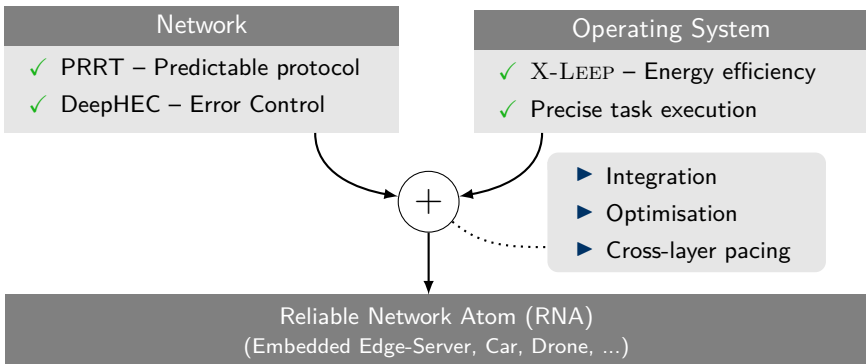 Network
✓ PRRT – Predictable protocol
✓ DeepHEC – Error Control
Operating System
✓ X-LEEP – Energy efficiency
✓ Precise task execution
+
▶ Integration
▶ Optimisation
▶ Cross-layer pacing
Reliable Network Atom (RNA)
(Embedded Edge-Server, Car, Drone, ...)